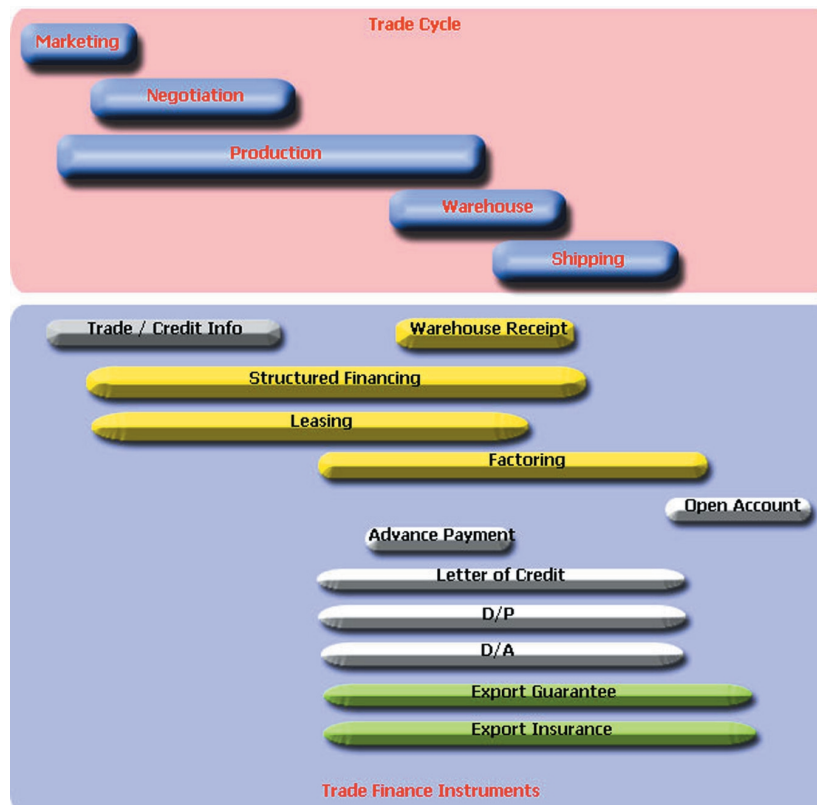 Trade Cycle
Marketing
Negotiation
Production
Warehouse
Shipping
Trade / Credit Info
Warehouse Receipt
Structured Financing
Leasing
Factoring
Open Account
Advance Payment
Letter of Credit
D/P
D/A
Export Guarantee
Export Insurance
Trade Finance Instruments